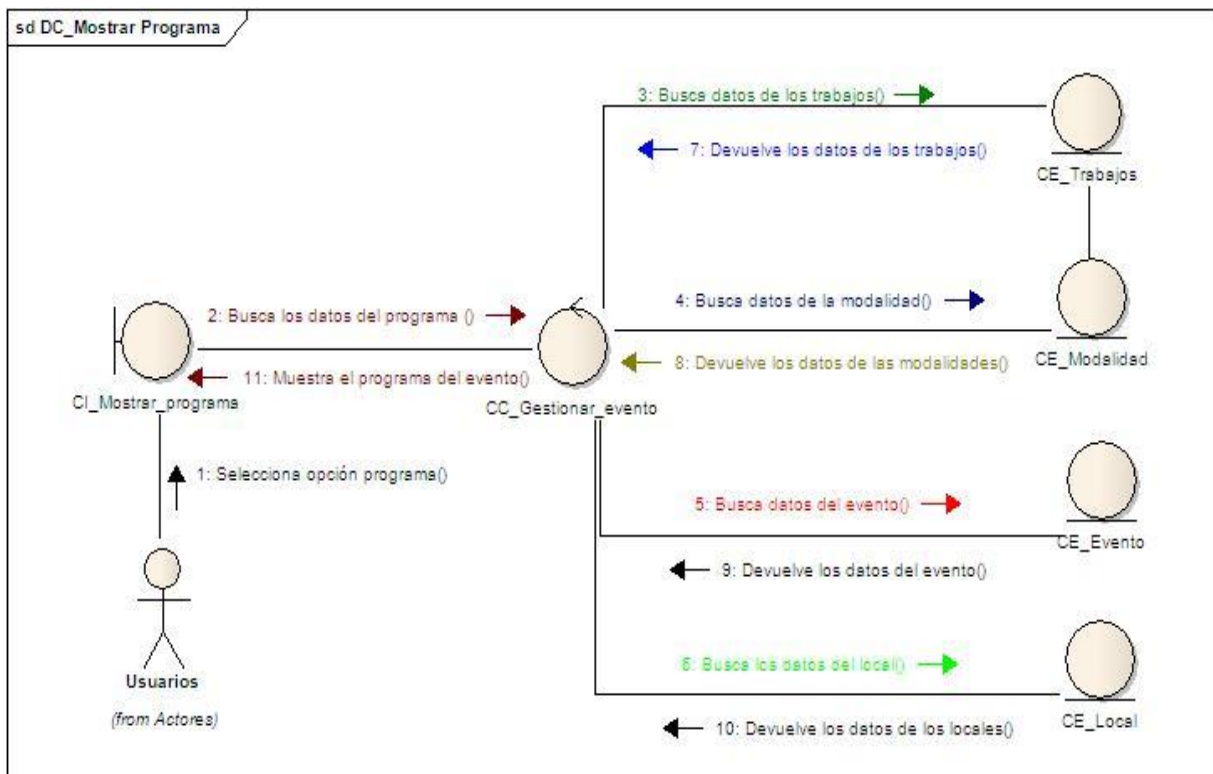 sd DC_Mostrar Programa
3: Busca datos de los trabajos()
7: Devuelve los datos de los trabajos()
CE_Trabajos
2: Busca los datos del programa ()
4: Busca datos de la modalidad()
11: Muestra el programa del evento()
8: Devuelve los datos de las modalidades()
CE_Modalidad
CI_Mostrar_programa
CC_Gestionar_evento
1: Selecciona opción programa()
5: Busca datos del evento()
CE_Evento
9: Devuelve los datos del evento()
6: Busca los datos del local()
Usuarios
(from Actores)
CE_Local
10: Devuelve los datos de los locales()